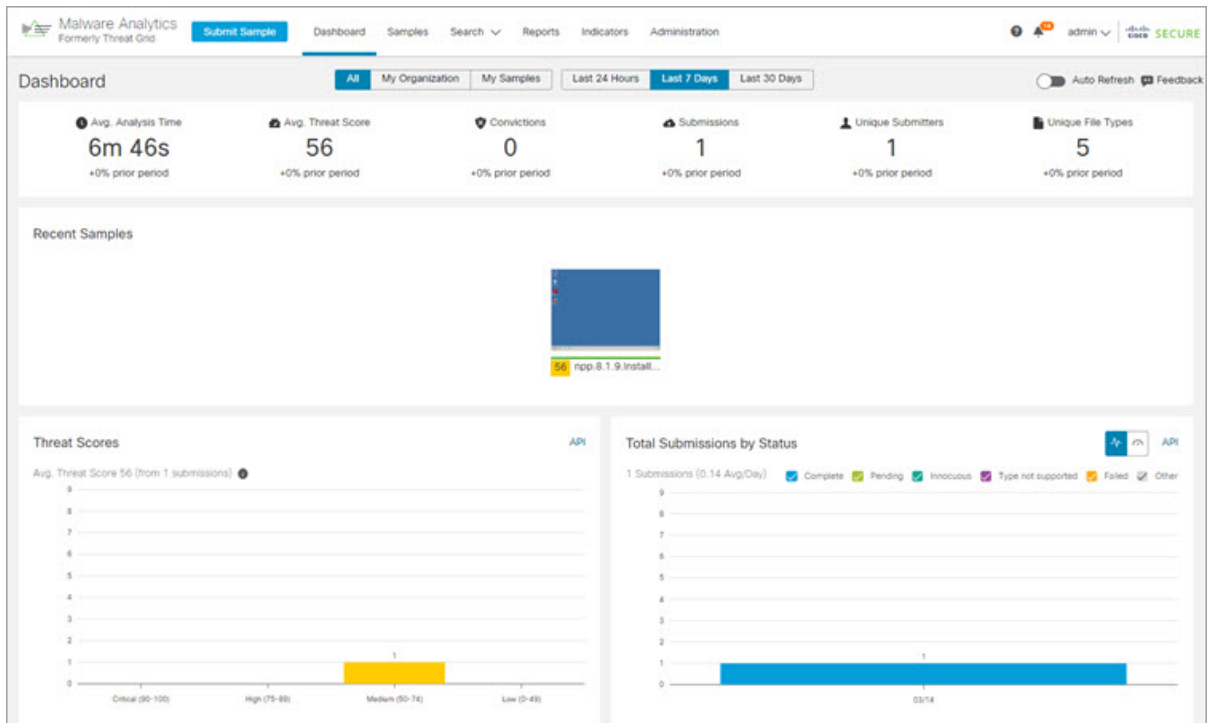 Malware Analytics
Formerly Threat Grid
Submit Sample
Dashboard
Samples
Search
Reports
Indicators
Administration
admin
cisco SECURE
Dashboard
All
My Organization
My Samples
Last 24 Hours
Last 7 Days
Last 30 Days
Auto Refresh
Feedback
Avg. Analysis Time
6m 46s
+0% prior period
Avg. Threat Score
56
+0% prior period
Convictions
0
+0% prior period
Submissions
1
+0% prior period
Unique Submitters
1
+0% prior period
Unique File Types
5
+0% prior period
Recent Samples
56 npp.8.1.9.Install...
Threat Scores
API
Avg. Threat Score 56 (from 1 submissions)
9
8
7
6
5
4
3
2
1
0
1
Critical (90-100)
High (75-89)
Medium (50-74)
Low (0-49)
Total Submissions by Status
API
1 Submissions (0.14 Avg/Day)
Complete
Pending
Innocuous
Type not supported
Failed
Other
9
8
7
6
5
4
3
2
1
0
1
03/14